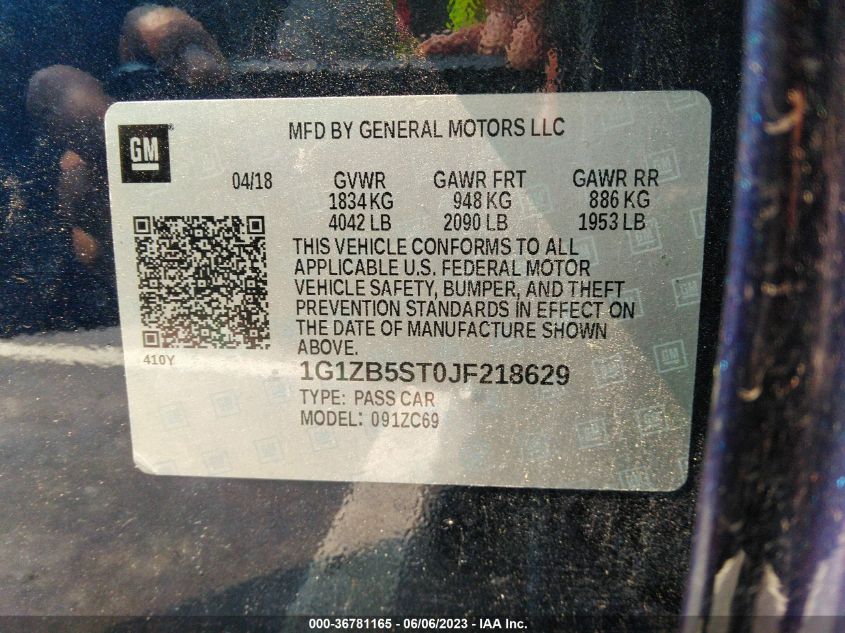 MFD BY GENERAL MOTORS LLC
GM
04/18 GVWR GAWR FRT GAWR RR
1834 KG 948 KG 886 KG
4042 LB 2090 LB 1953 LB
THIS VEHICLE CONFORMS TO ALL
APPLICABLE U.S. FEDERAL MOTOR
VEHICLE SAFETY, BUMPER, AND THEFT
PREVENTION STANDARDS IN EFFECT ON
THE DATE OF MANUFACTURE SHOWN
ABOVE.
410Y
1G1ZB5ST0JF218629
TYPE: PASS CAR
MODEL: 091ZC69
000-36781165 - 06/06/2023 - IAA Inc.